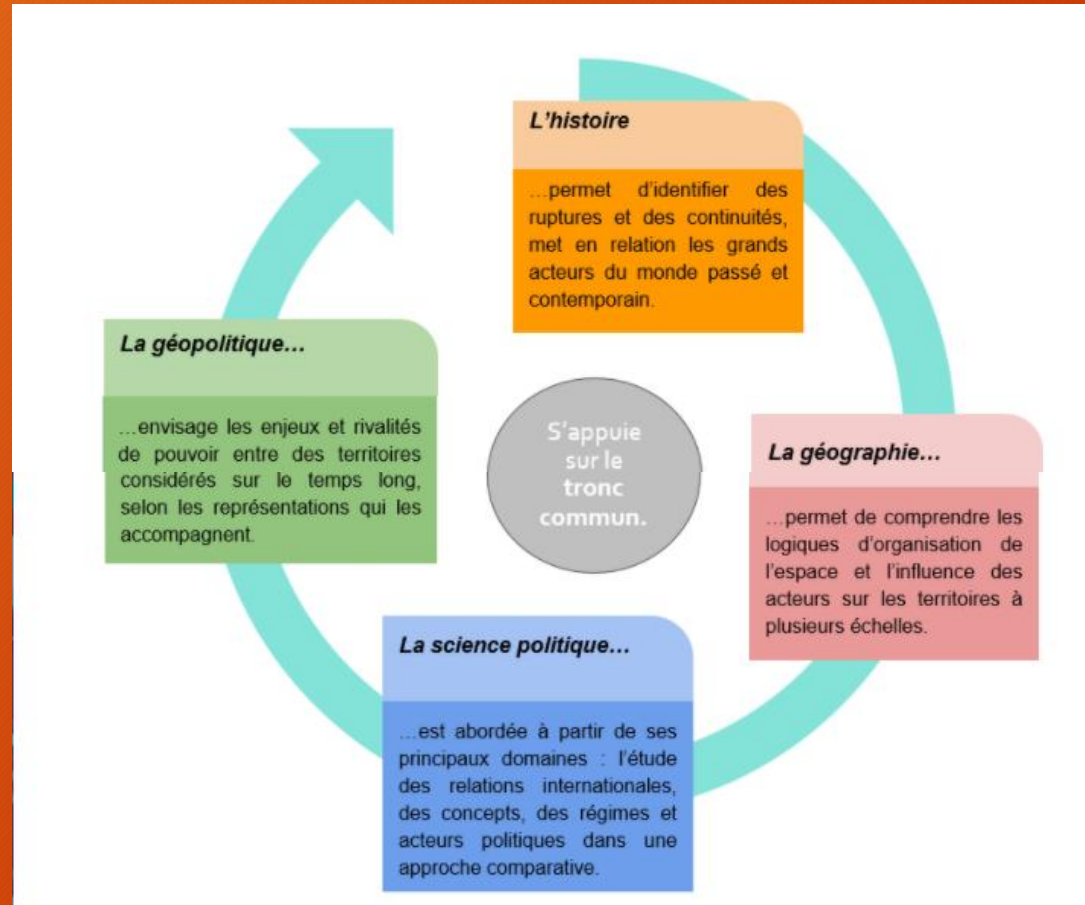 L'histoire
…permet d'identifier des
ruptures et des continuités,
met en relation les grands
acteurs du monde passé et
contemporain.
La géographie…
…permet de comprendre les
logiques d'organisation de
l'espace et l'influence des
acteurs sur les territoires à
plusieurs échelles.
La science politique…
…est abordée à partir de ses
principaux domaines : l'étude
des relations internationales,
des concepts, des régimes et
acteurs politiques dans une
approche comparative.
La géopolitique…
…envisage les enjeux et rivalités
de pouvoir entre des territoires
considérés sur le temps long,
selon les représentations qui les
accompagnent.
S'appuie
sur le
tronc
commun.